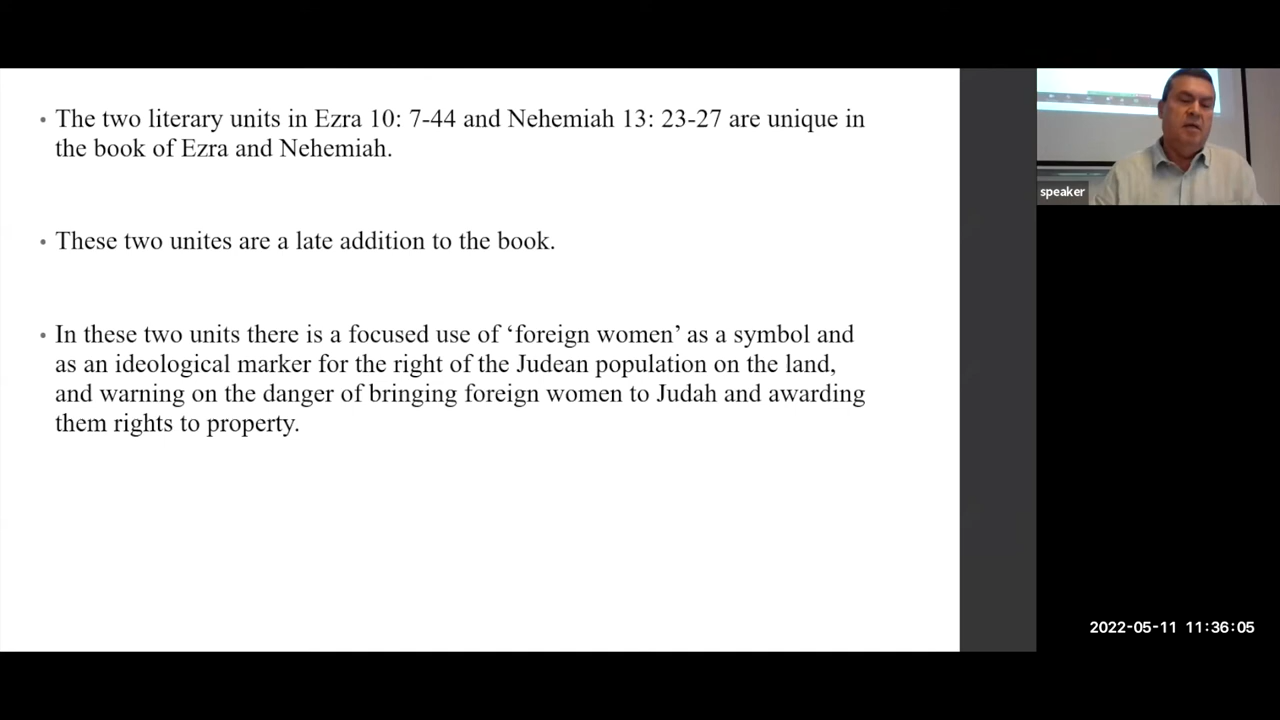 • The two literary units in Ezra 10: 7-44 and Nehemiah 13: 23-27 are unique in
the book of Ezra and Nehemiah.
• These two unites are a late addition to the book.
• In these two units there is a focused use of ‘foreign women’ as a symbol and
as an ideological marker for the right of the Judean population on the land,
and warning on the danger of bringing foreign women to Judah and awarding
them rights to property.
speaker
2022-05-11 11:36:05